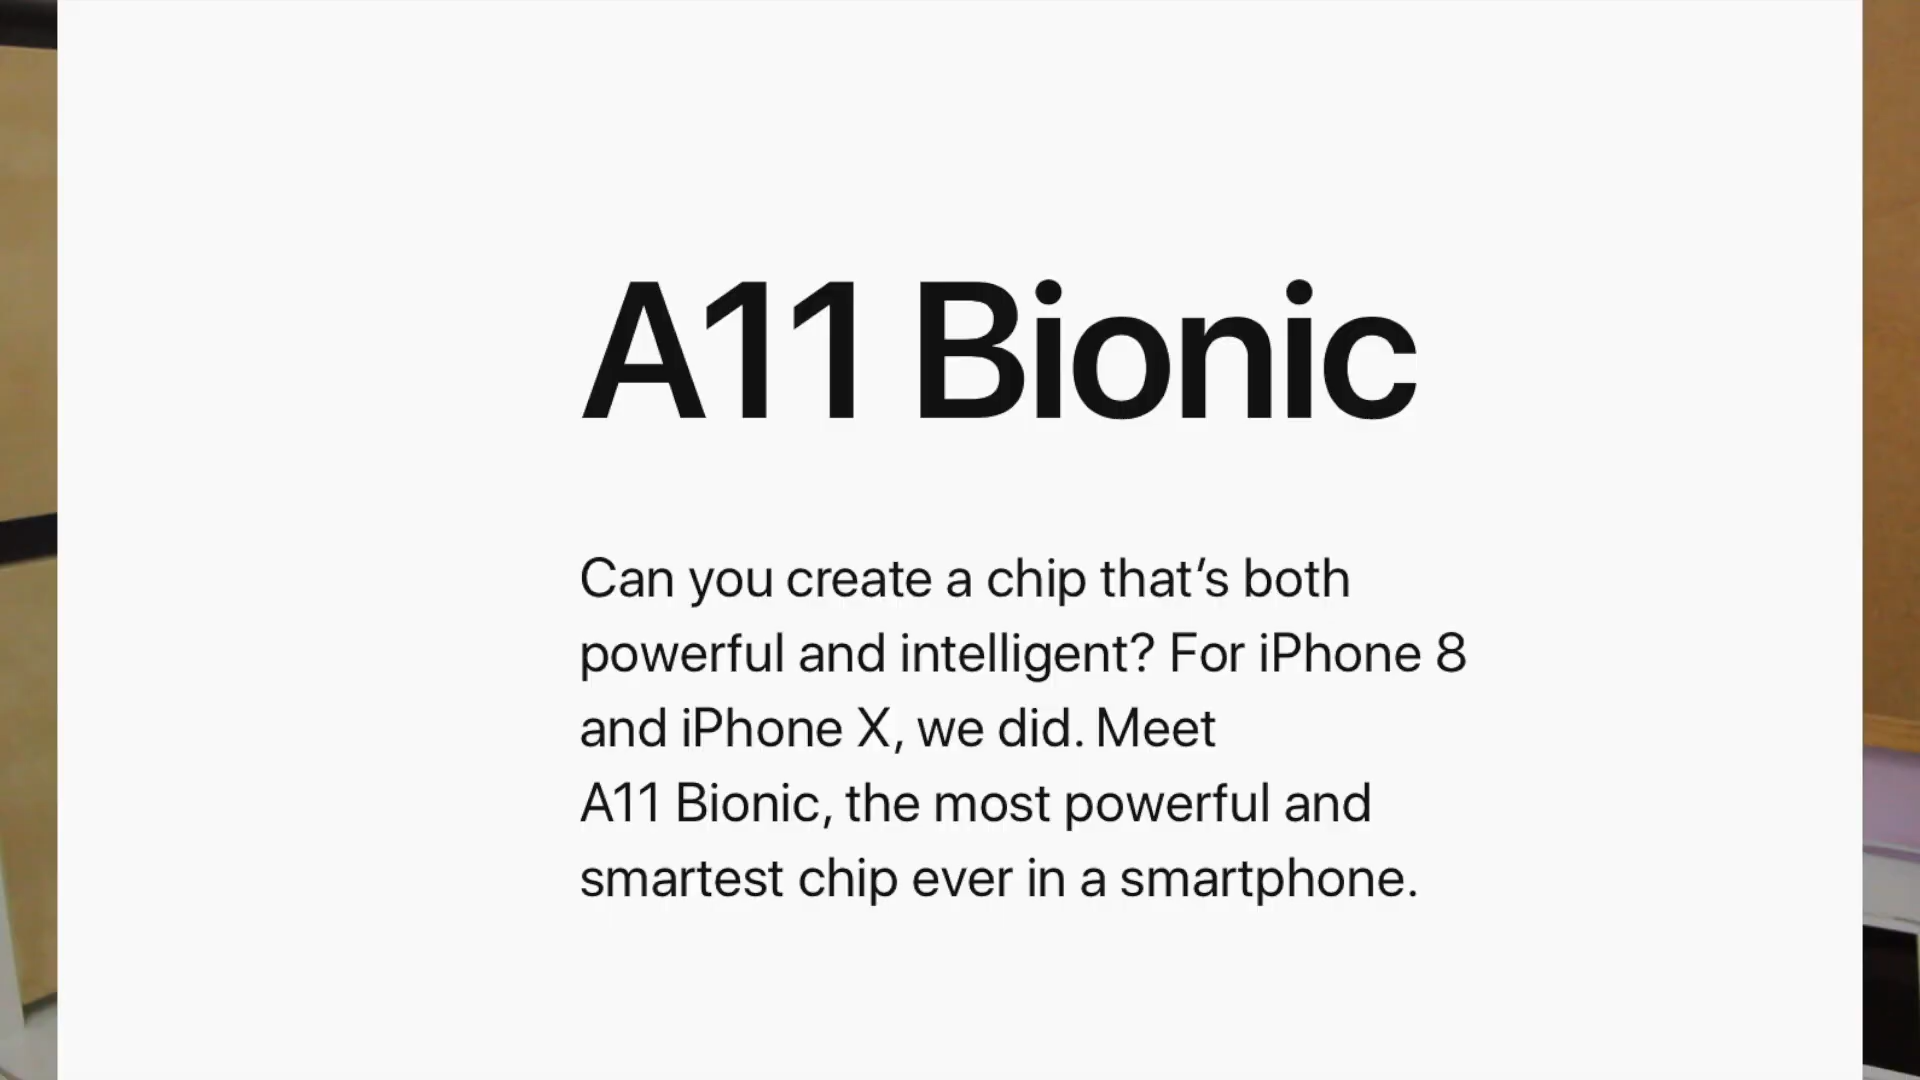 A11 Bionic
Can you create a chip that's both
powerful and intelligent? For iPhone 8
and iPhone X, we did. Meet
A11 Bionic, the most powerful and
smartest chip ever in a smartphone.